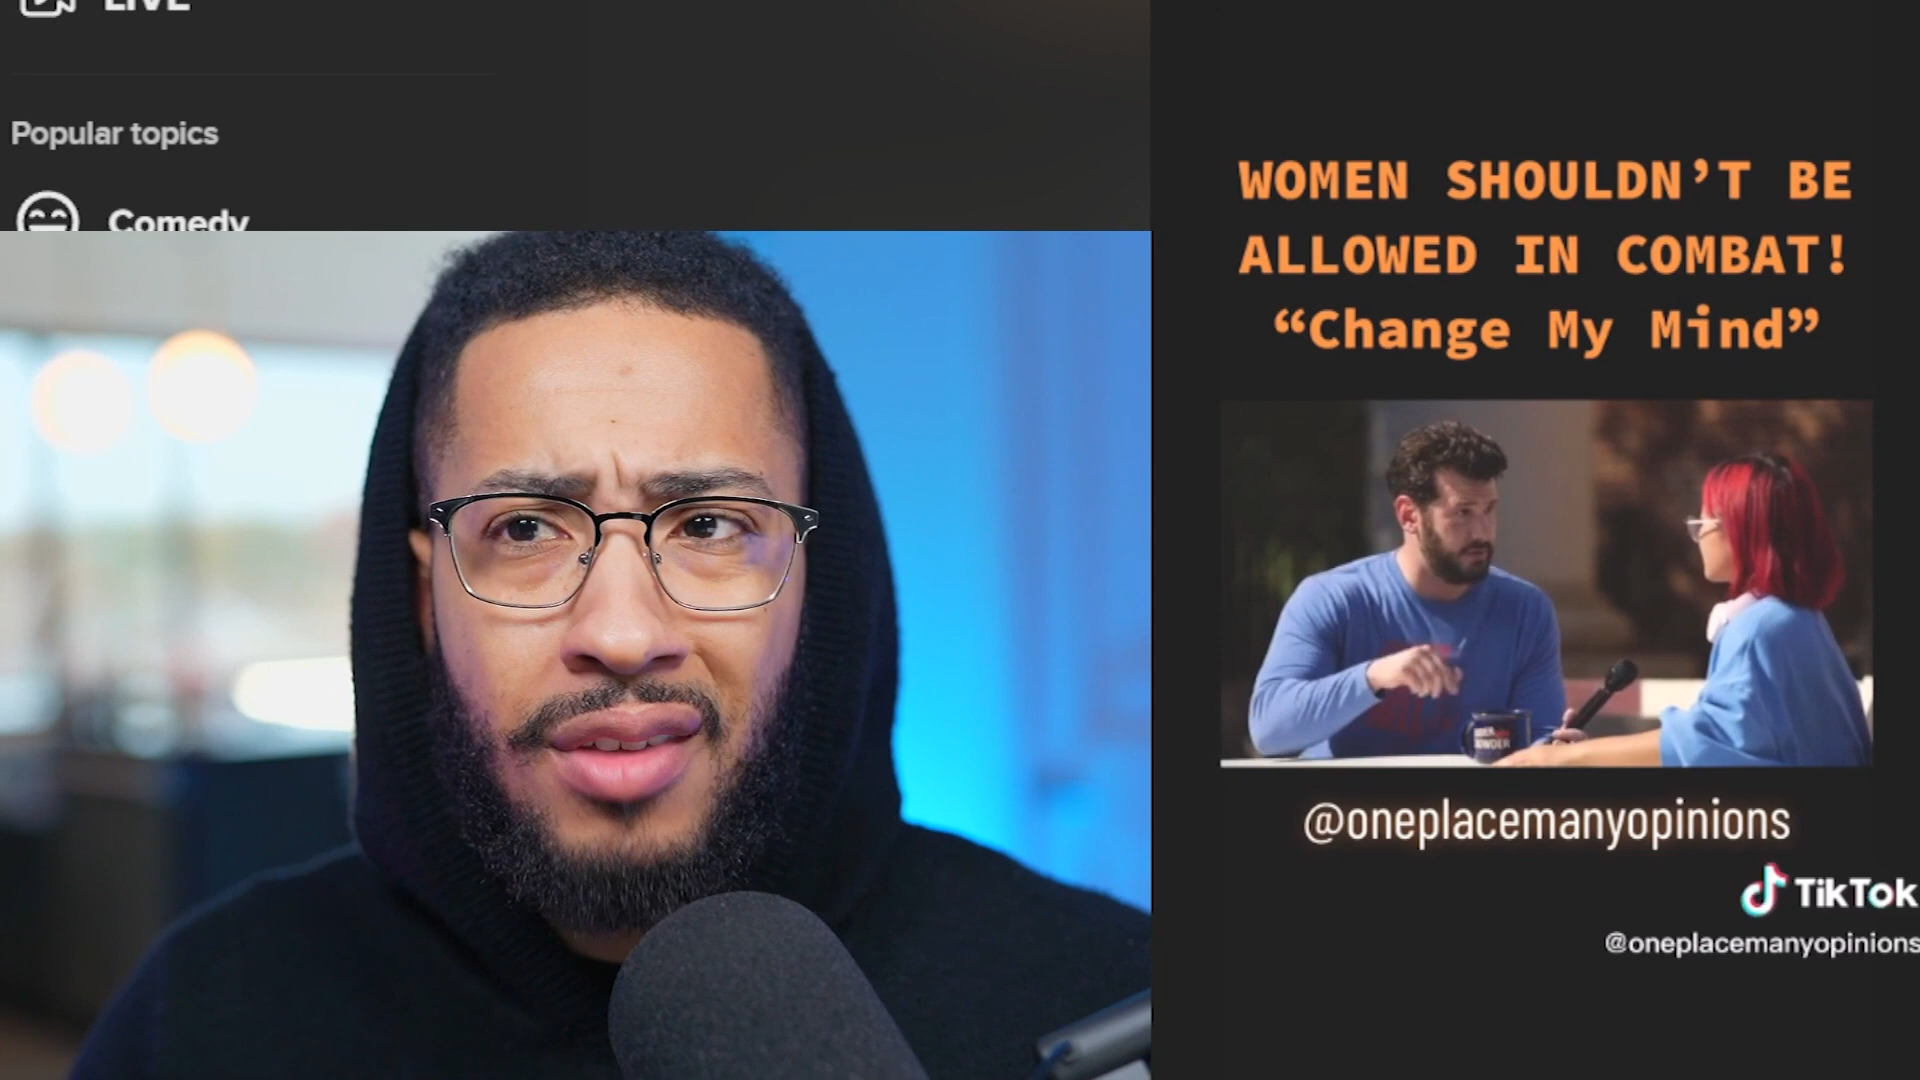 LIVE
Popular topics
Comedy
WOMEN SHOULDN’T BE
ALLOWED IN COMBAT!
“Change My Mind”
@oneplacemanyopinions
TikTok
@oneplacemanyopinions